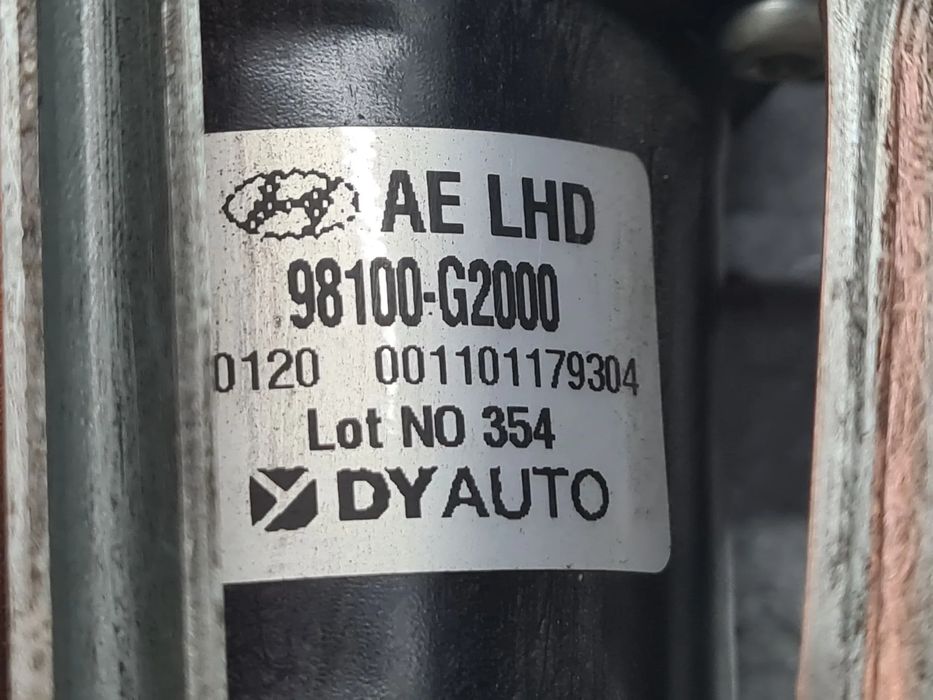 AE LHD
98100-G2000
0120 001101179304
Lot NO 354
DYAUTO